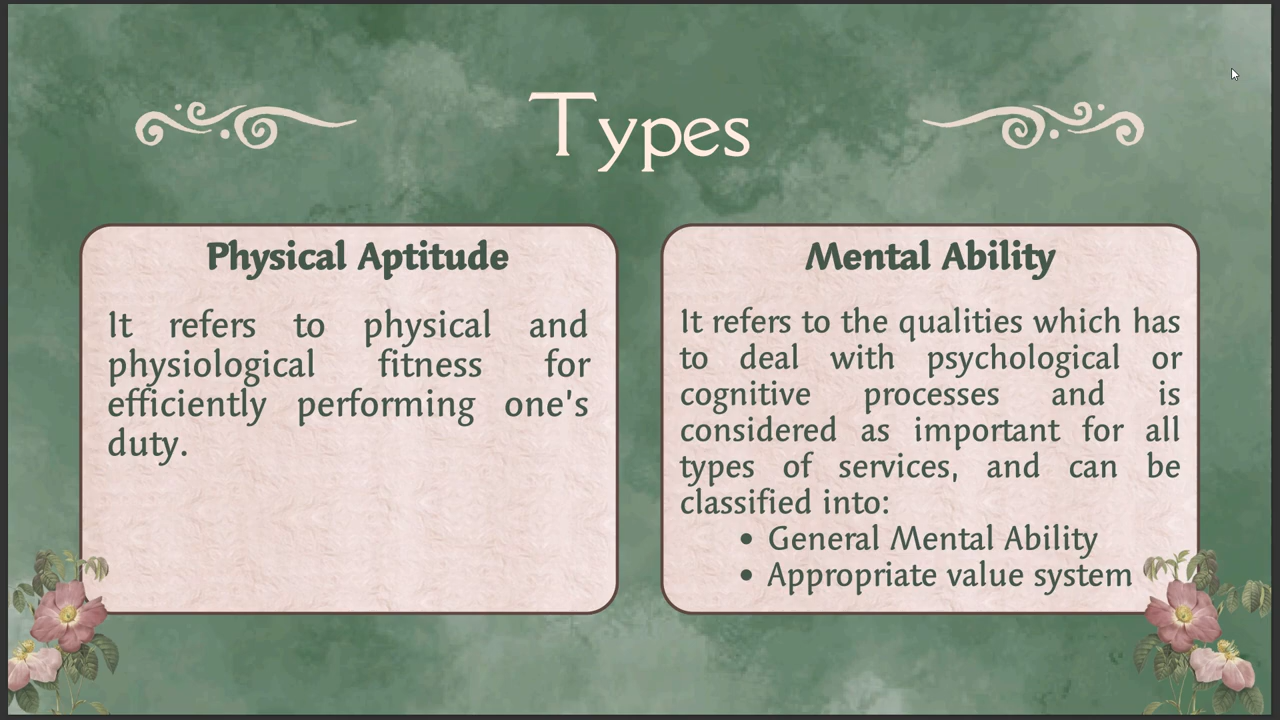 Types
Physical Aptitude
It refers to physical and
physiological fitness for
efficiently performing one's
duty.
Mental Ability
It refers to the qualities which has
to deal with psychological or
cognitive processes and is
considered as important for all
types of services, and can be
classified into:
• General Mental Ability
• Appropriate value system